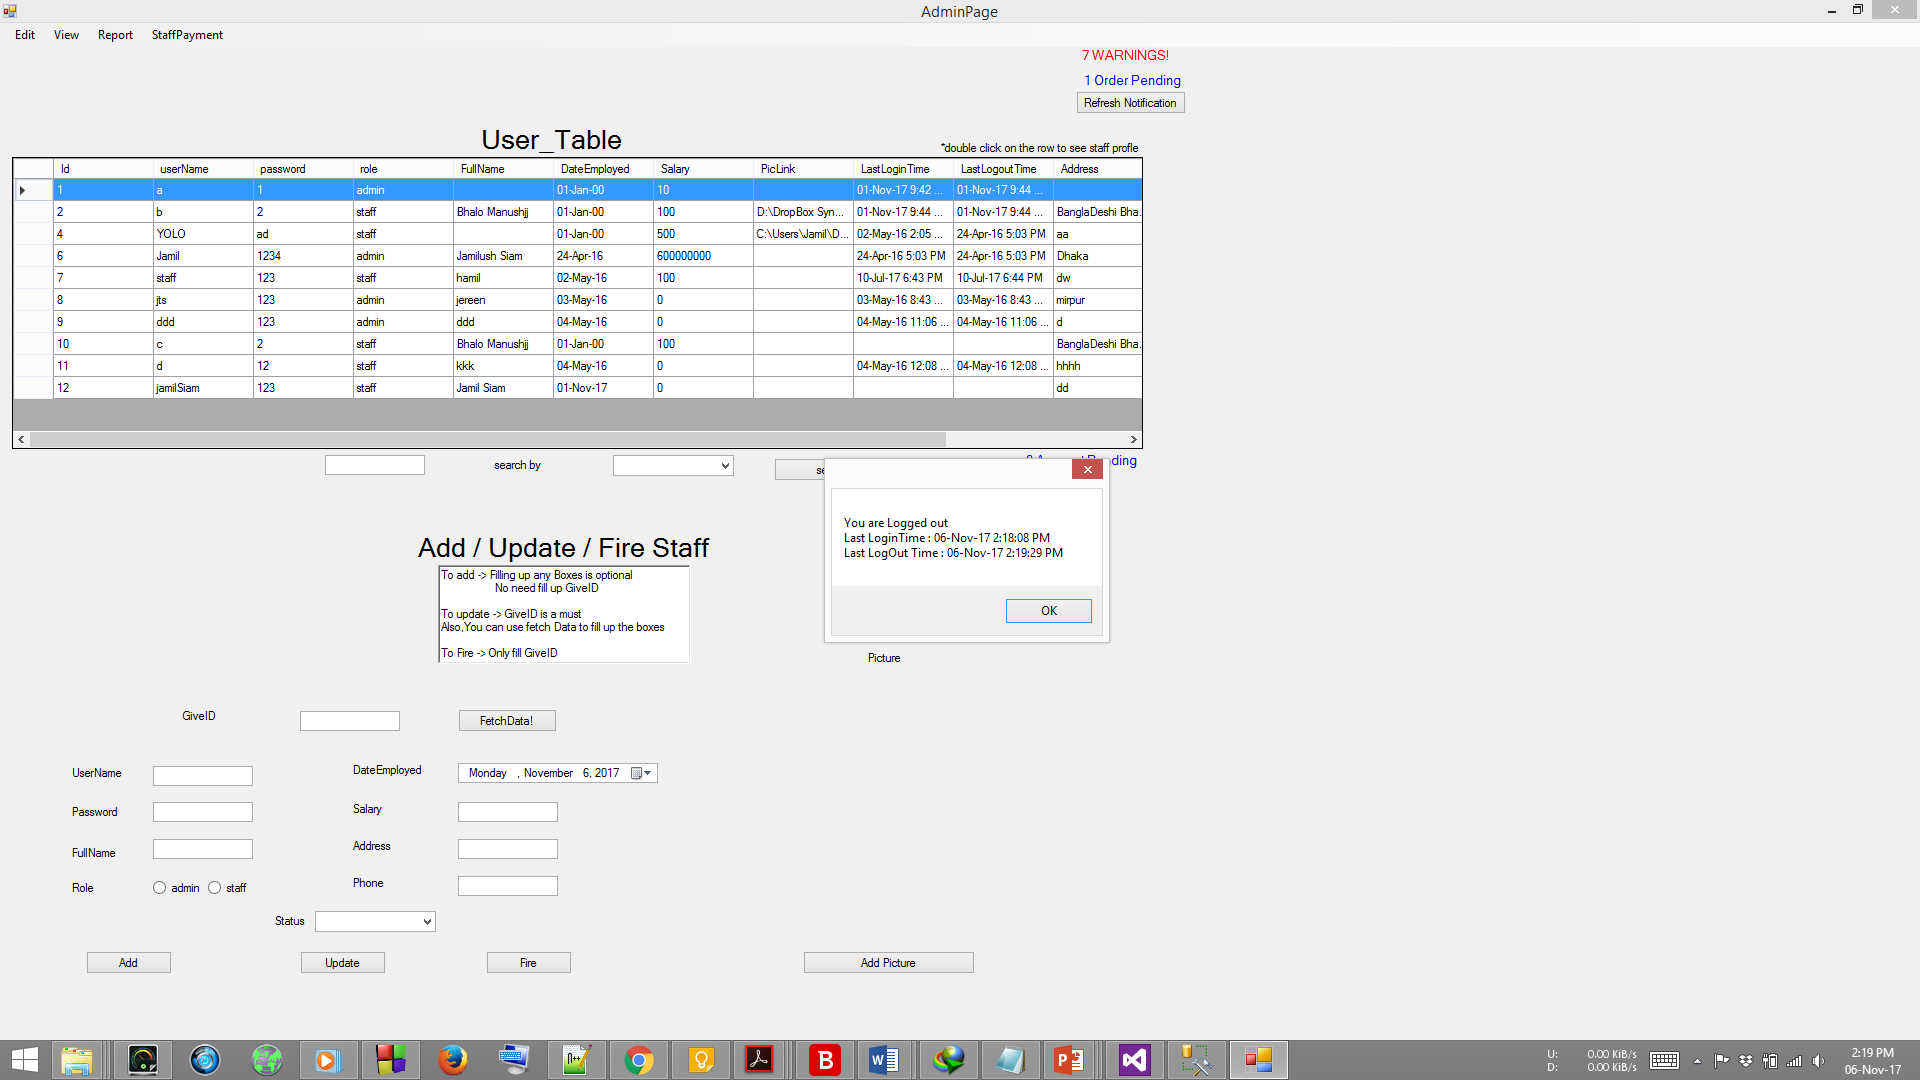 AdminPage
Edit View Report StaffPayment
7 WARNINGS!
1 Order Pending
Refresh Notification
User_Table
*double click on the row to see staff profle
Id userName password role FullName DateEmployed Salary PicLink LastLoginTime LastLogoutTime Address
1 a 1 admin 01-Jan-00 10 01-Nov-17 9:42 ... 01-Nov-17 9:44 ...
2 b 2 staff Bhalo Manushjj 01-Jan-00 100 D:\DropBox Syn... 01-Nov-17 9:44 ... 01-Nov-17 9:44 ... BanglaDeshi Bha.
4 YOLO ad staff 01-Jan-00 500 C:\Users\Jamil\D... 02-May-16 2:05 ... 24-Apr-16 5:03 PM aa
6 Jamil 1234 admin Jamilush Siam 24-Apr-16 600000000 24-Apr-16 5:03 PM 24-Apr-16 5:03 PM Dhaka
7 staff 123 staff hamil 02-May-16 100 10-Jul-17 6:43 PM 10-Jul-17 6:44 PM dw
8 jts 123 admin jereen 03-May-16 0 03-May-16 8:43 ... 03-May-16 8:43 ... mirpur
9 ddd 123 admin ddd 04-May-16 0 04-May-16 11:06 ... 04-May-16 11:06 ... d
10 c 2 staff Bhalo Manushjj 01-Jan-00 100 BanglaDeshi Bha.
11 d 12 staff kkk 04-May-16 0 04-May-16 12:08 ... 04-May-16 12:08 ... hhhh
12 jamilSiam 123 staff Jamil Siam 01-Nov-17 0 dd
search by
You are Logged out
Last LoginTime : 06-Nov-17 2:18:08 PM
Last LogOut Time : 06-Nov-17 2:19:29 PM
OK
Add / Update / Fire Staff
To add -> Filling up any Boxes is optional
No need fill up GiveID
To update -> GiveID is a must
Also,You can use fetch Data to fill up the boxes
To Fire -> Only fill GiveID
Picture
GiveID FetchData!
UserName DateEmployed Monday , November 6, 2017
Password Salary
FullName Address
Role admin staff Phone
Status
Add Update Fire Add Picture
U: 0.00 KiB/s
D: 0.00 KiB/s
2:19 PM
06-Nov-17